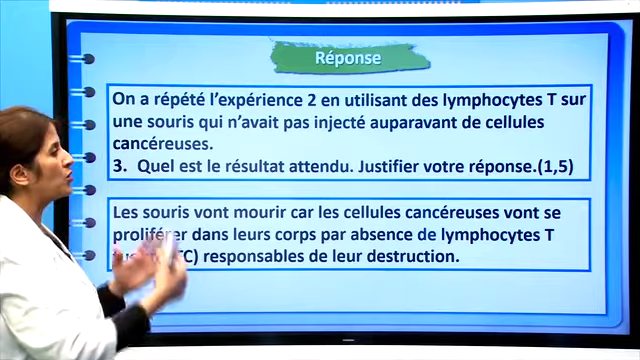 Réponse
On a répété l'expérience 2 en utilisant des lymphocytes T sur
une souris qui n'avait pas injecté auparavant de cellules
cancéreuses.
3. Quel est le résultat attendu. Justifier votre réponse.(1,5)
Les souris vont mourir car les cellules cancéreuses vont se
proliférer dans leurs corps par absence de lymphocytes T
responsables de leur destruction.